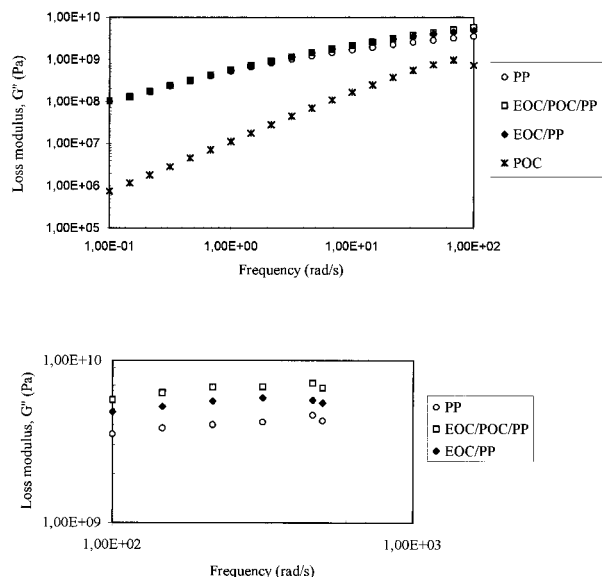 1,00E+10
1,00E+09
1,00E+08
1,00E+07
1,00E+06
1,00E+05
Loss modulus, G" (Pa)
1,00E-01 1,00E+00 1,00E+01 1,00E+02
Frequency (rad/s)
PP
EOC/POC/PP
EOC/PP
POC
1,00E+10
1,00E+09
Loss modulus, G" (Pa)
1,00E+02 1,00E+03
Frequency (rad/s)
PP
EOC/POC/PP
EOC/PP